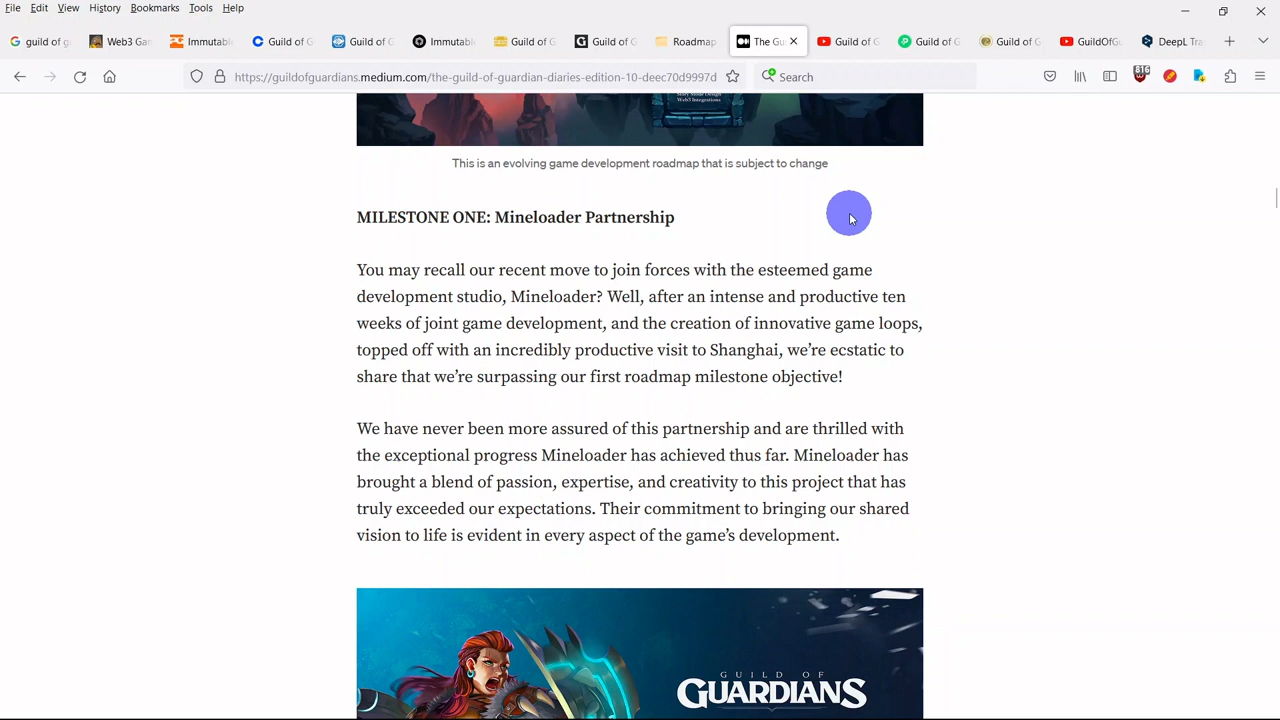 File Edit View History Bookmarks Tools Help
Web3 Gar
Immutabl
Guild of G
Guild of G
Immutabl
Guild of G
Guild of G
Roadmap
The Gu
Guild of G
Guild of G
Guild of G
GuildOfGu
DeepL Tra
https://guildofguardians.medium.com/the-guild-of-guardian-diaries-edition-10-deec70d9997d
Search
816
Web3 Integrations
This is an evolving game development roadmap that is subject to change
MILESTONE ONE: Mineloader Partnership
You may recall our recent move to join forces with the esteemed game
development studio, Mineloader? Well, after an intense and productive ten
weeks of joint game development, and the creation of innovative game loops,
topped off with an incredibly productive visit to Shanghai, we’re ecstatic to
share that we’re surpassing our first roadmap milestone objective!
We have never been more assured of this partnership and are thrilled with
the exceptional progress Mineloader has achieved thus far. Mineloader has
brought a blend of passion, expertise, and creativity to this project that has
truly exceeded our expectations. Their commitment to bringing our shared
vision to life is evident in every aspect of the game’s development.
GUILD OF
GUARDIANS